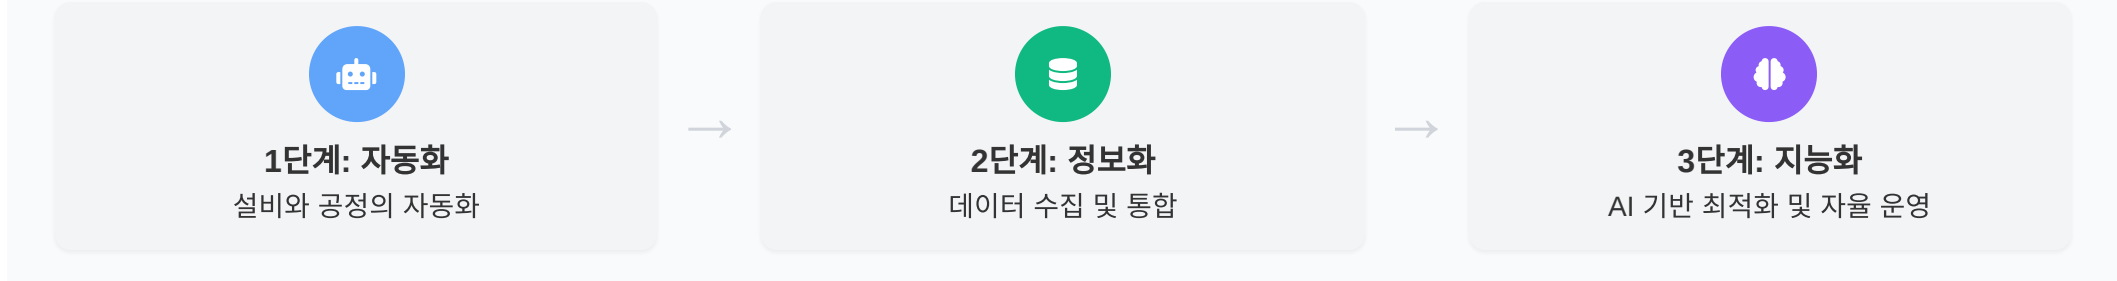 1단계: 자동화
설비와 공정의 자동화
→
2단계: 정보화
데이터 수집 및 통합
→
3단계: 지능화
AI 기반 최적화 및 자율 운영